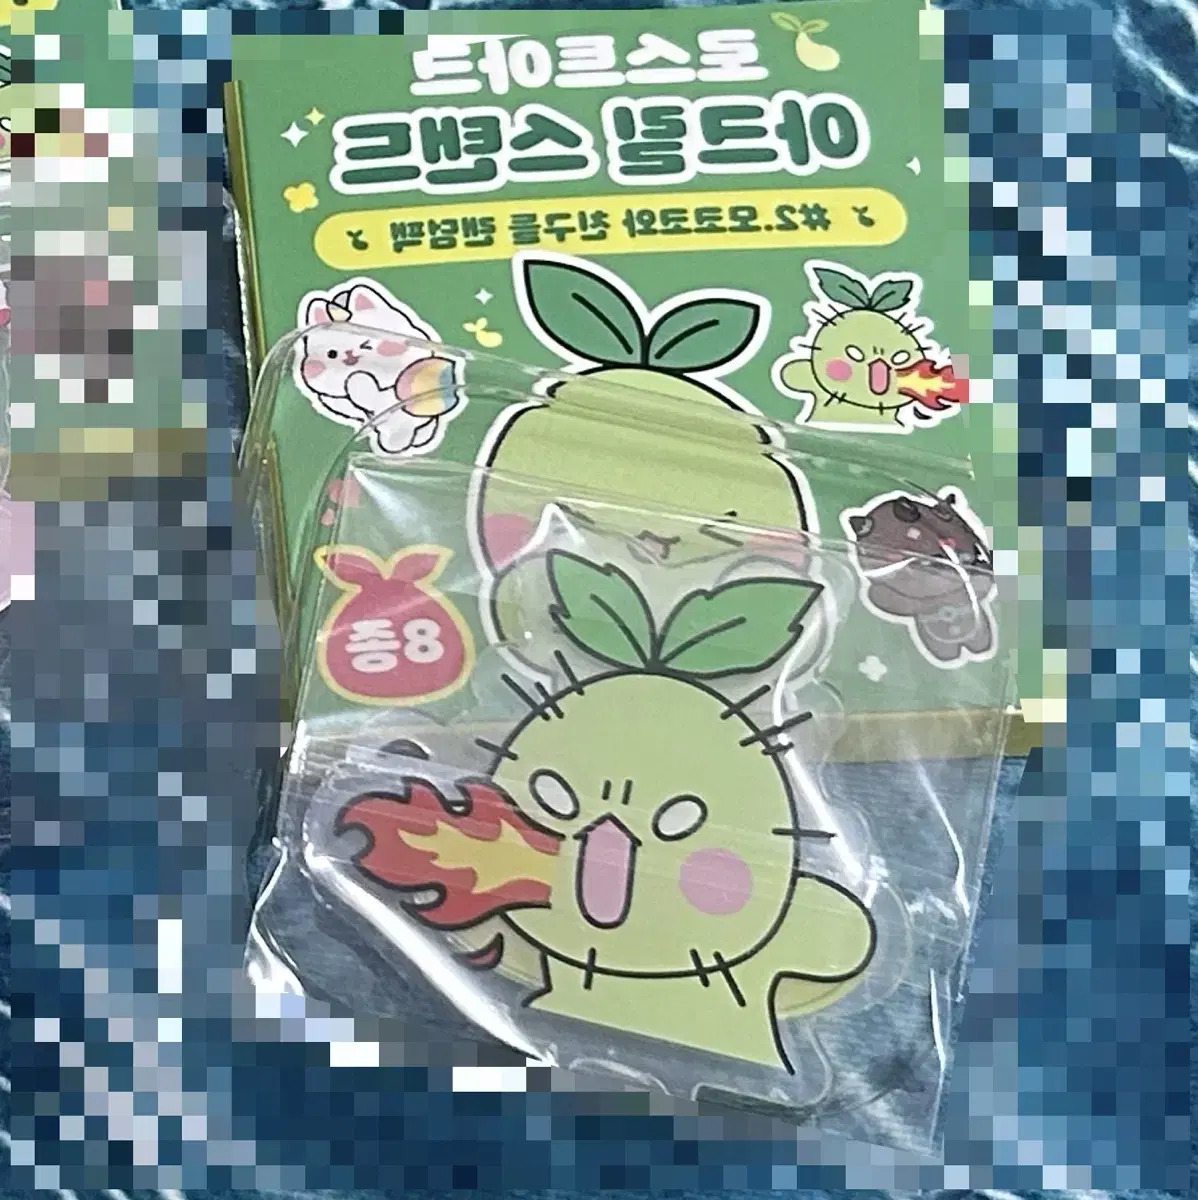 로스트아크
아크릴 스탠드
#2.모코코와 친구들 랜덤팩
8종